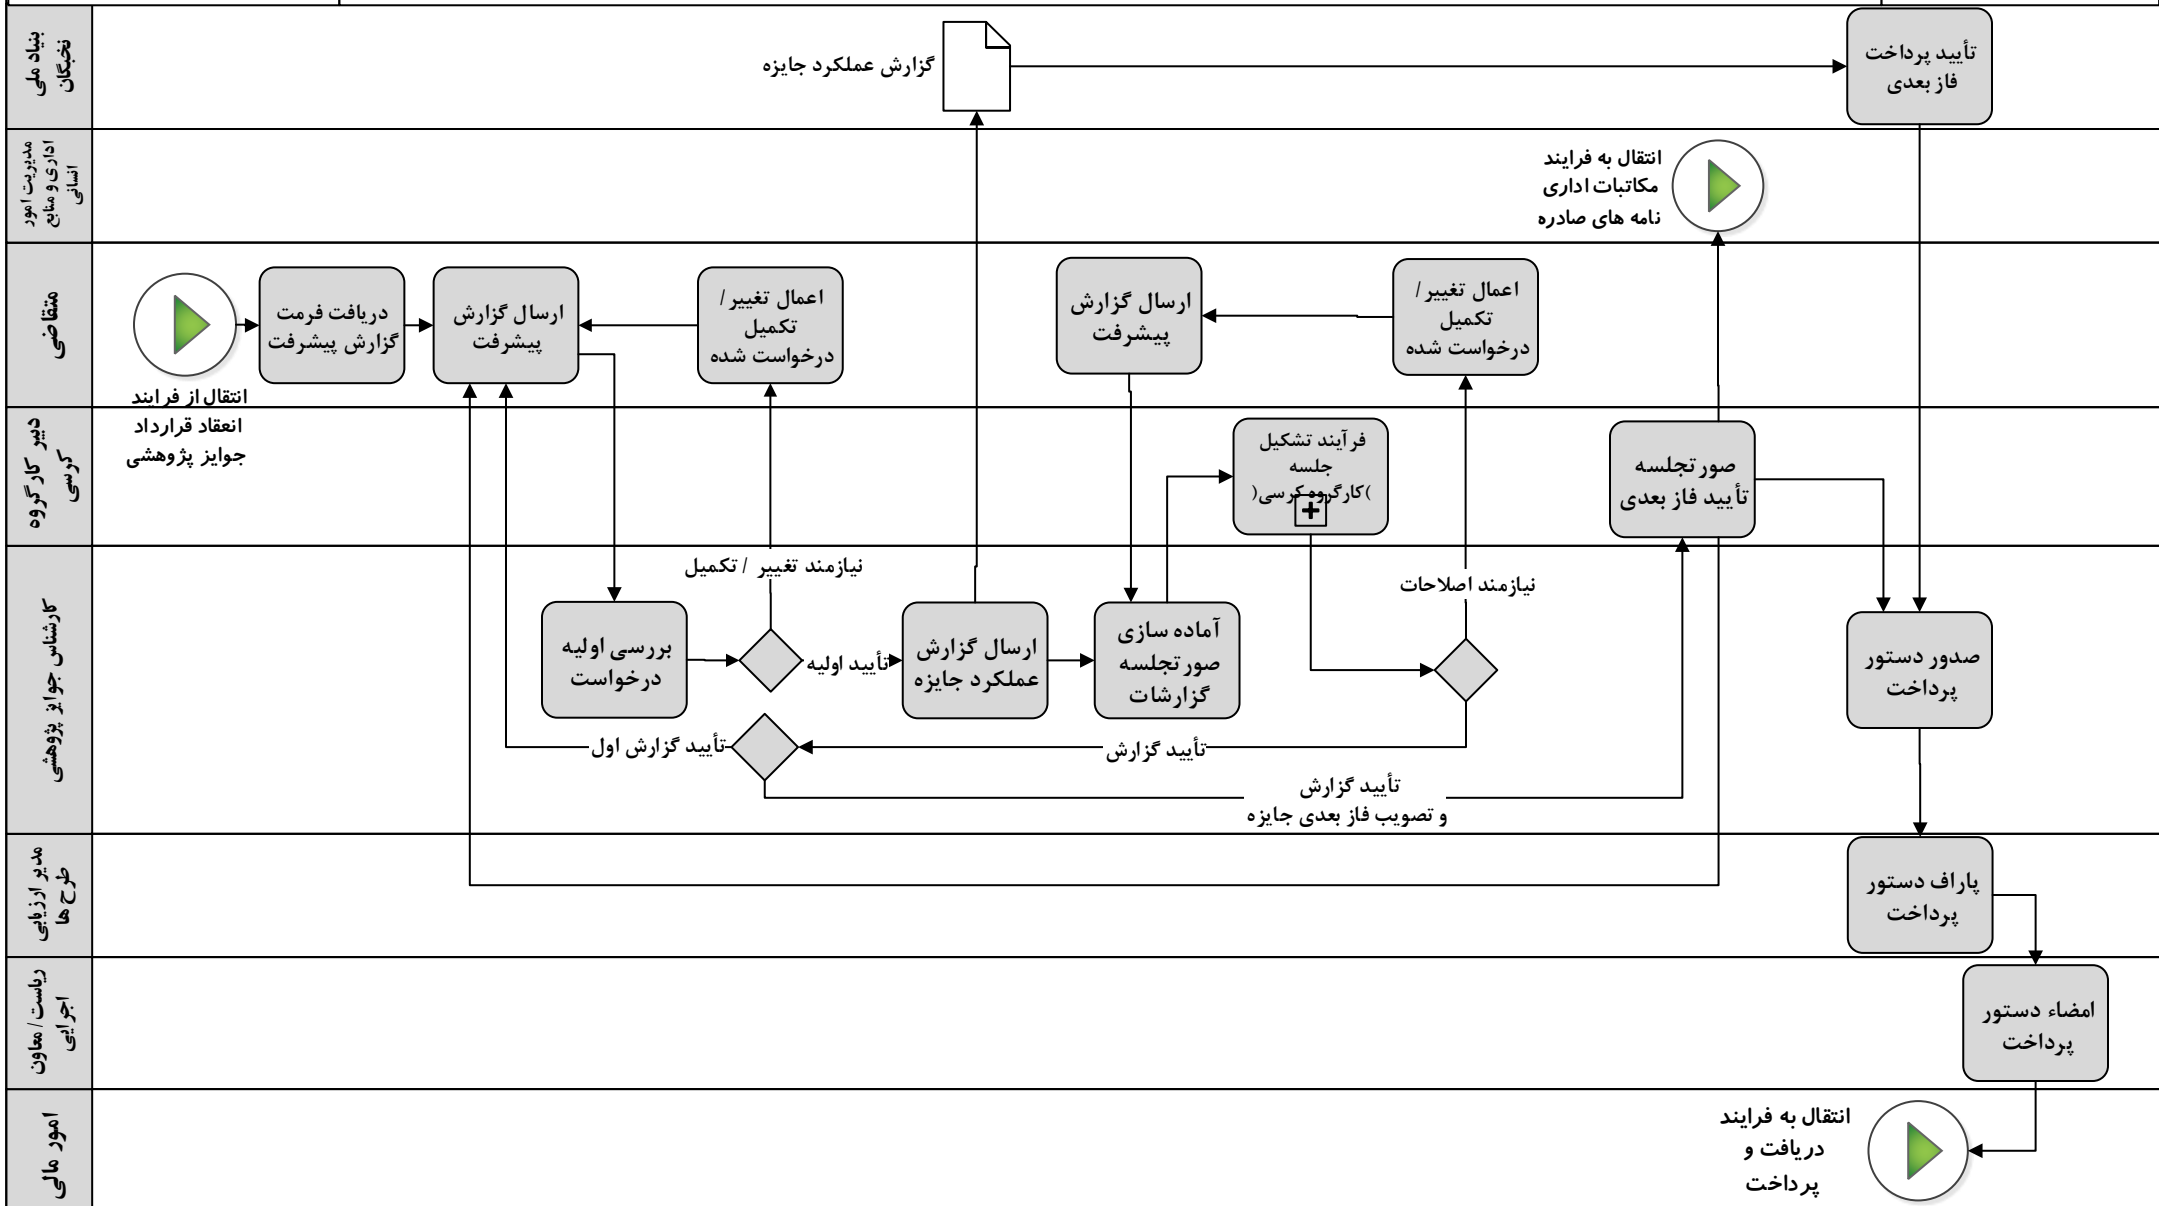 بنیاد ملی
نخبگان
گزارش عملکرد جایزه
تأیید پرداخت
فاز بعدی
مدیریت امور
اداری و منابع
انسانی
انتقال به فرایند
مکاتبات اداری
نامه های صادره
متقاضی
انتقال از فرایند
انعقاد قرارداد
جوایز پژوهشی
دریافت فرمت
گزارش پیشرفت
ارسال گزارش
پیشرفت
اعمال تغییر/
تکمیل
درخواست شده
ارسال گزارش
پیشرفت
اعمال تغییر/
تکمیل
درخواست شده
دبیر کارگروه
کرسی
فرآیند تشکیل
جلسه
)کارگروه کرسی(
صورتجلسه
تأیید فاز بعدی
کارشناس جوایز پژوهشی
نیازمند تغییر / تکمیل
نیازمند اصلاحات
بررسی اولیه
درخواست
تأیید اولیه
ارسال گزارش
عملکرد جایزه
آماده سازی
صورتجلسه
گزارشات
صدور دستور
پرداخت
تأیید گزارش اول
تأیید گزارش
تأیید گزارش
و تصویب فاز بعدی جایزه
مدیر ارزیابی
طرح ها
پاراف دستور
پرداخت
ریاست/ معاون
اجرایی
امضاء دستور
پرداخت
امور مالی
انتقال به فرایند
دریافت و
پرداخت